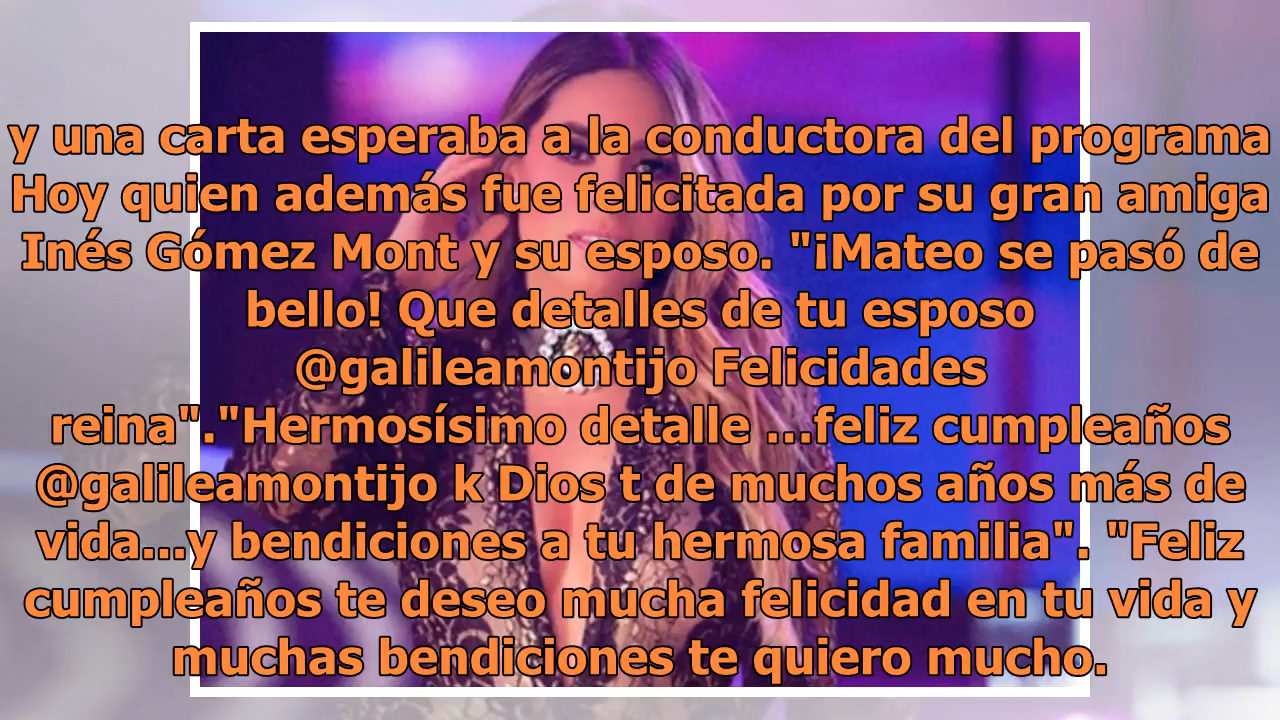 y una carta esperaba a la conductora del programa
Hoy quien además fue felicitada por su gran amiga
Inés Gómez Mont y su esposo. "¡Mateo se pasó de
bello! Que detalles de tu esposo
@galileamontijo Felicidades
reina"."Hermosísimo detalle ...feliz cumpleaños
@galileamontijo k Dios t de muchos años más de
vida...y bendiciones a tu hermosa familia". "Feliz
cumpleaños te deseo mucha felicidad en tu vida y
muchas bendiciones te quiero mucho.